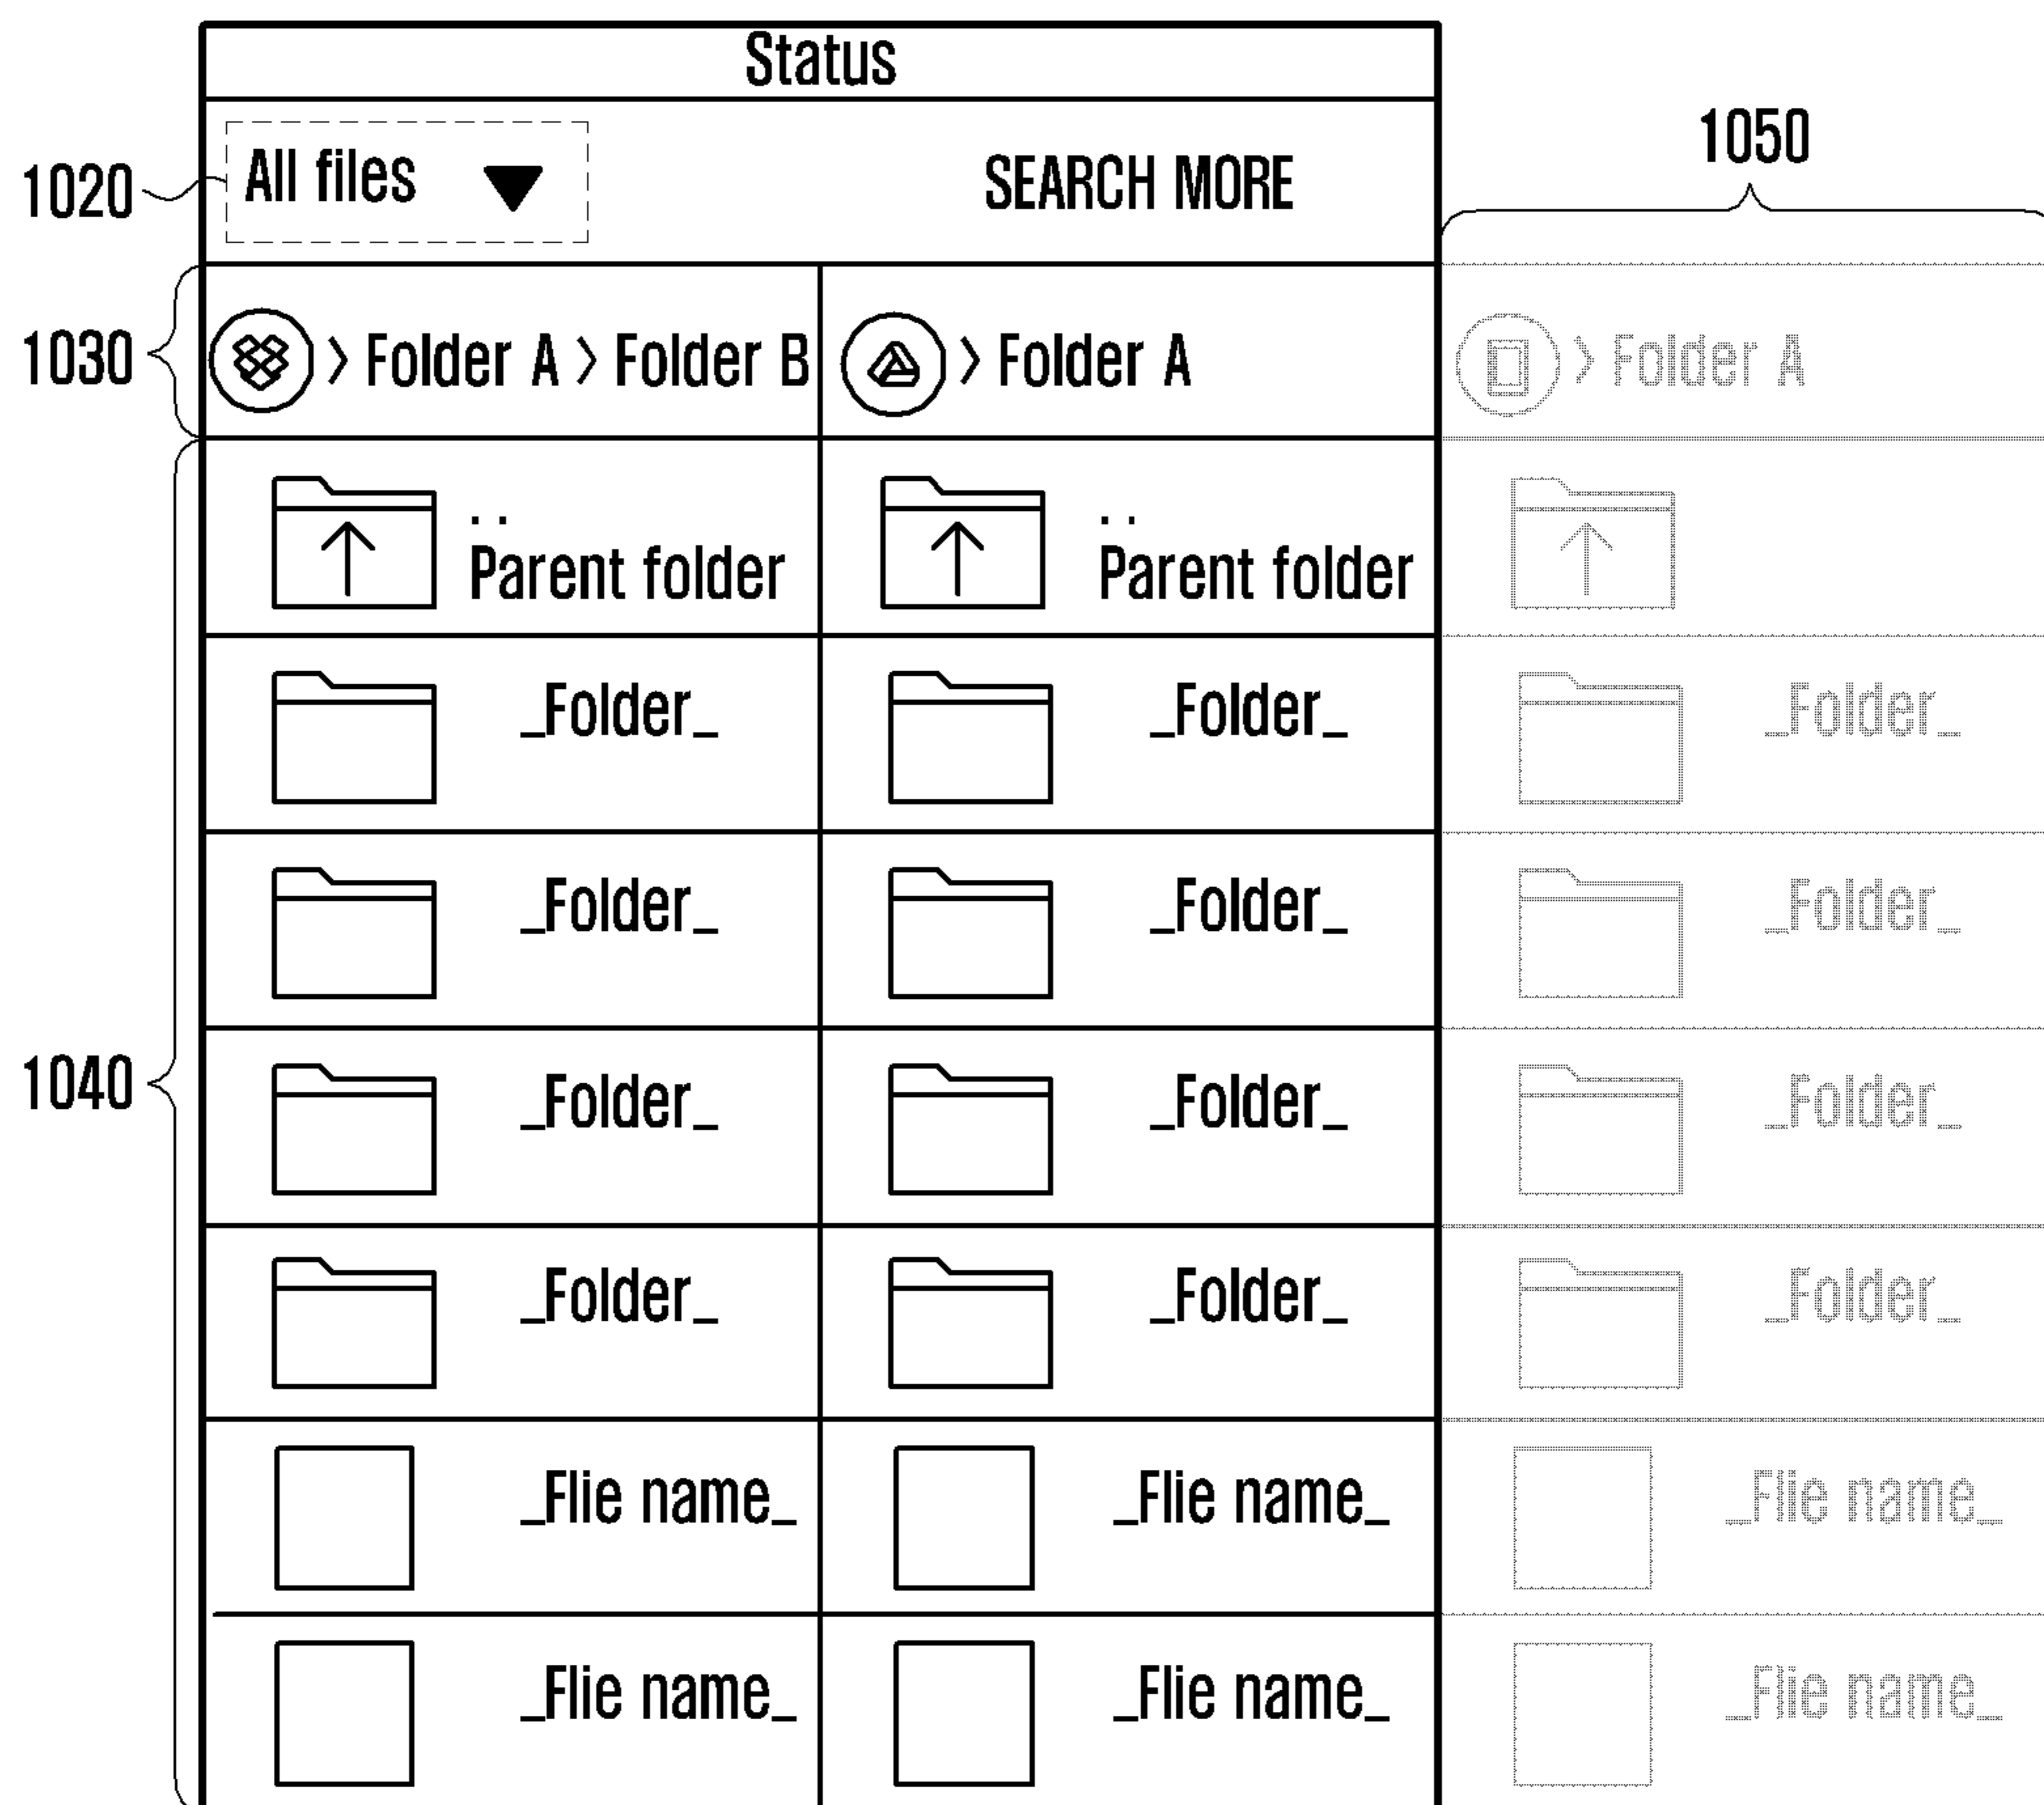 Status
1050
1020 All files SEARCH MORE
1030 > Folder A > Folder B > Folder A > Folder A
.. ..
Parent folder Parent folder
_Folder_ _Folder_ _Folder_
_Folder_ _Folder_ _Folder_
1040 _Folder_ _Folder_ _Folder_
_Folder_ _Folder_ _Folder_
_Flie name_ _Flie name_ _Flie name_
_Flie name_ _Flie name_ _Flie name_